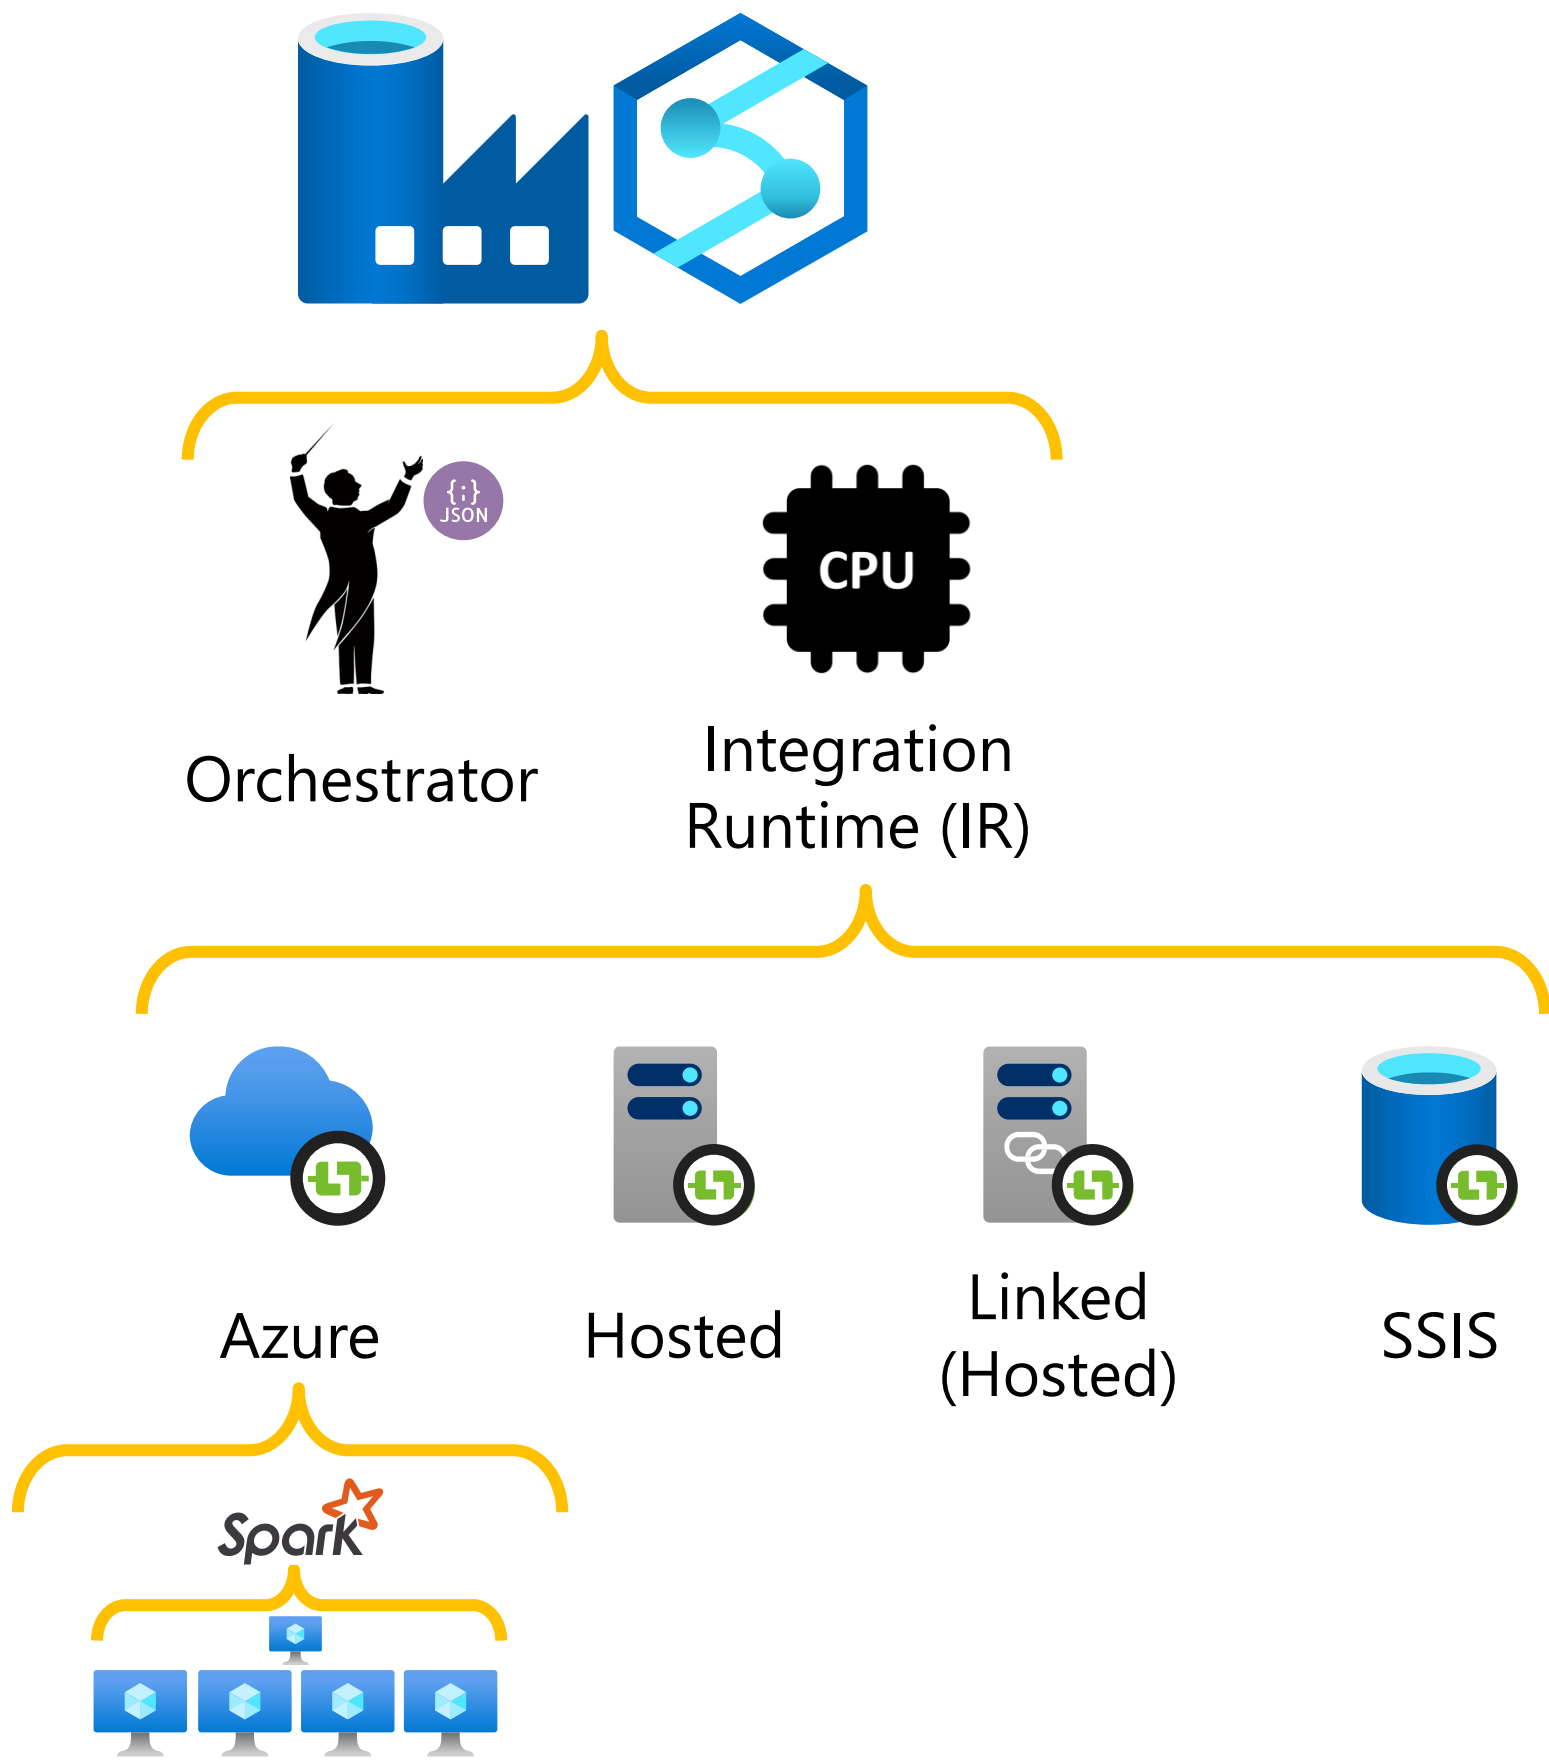 {;}
JSON
CPU
Orchestrator
Integration
Runtime (IR)
Azure
Hosted
Linked
(Hosted)
SSIS
Spark